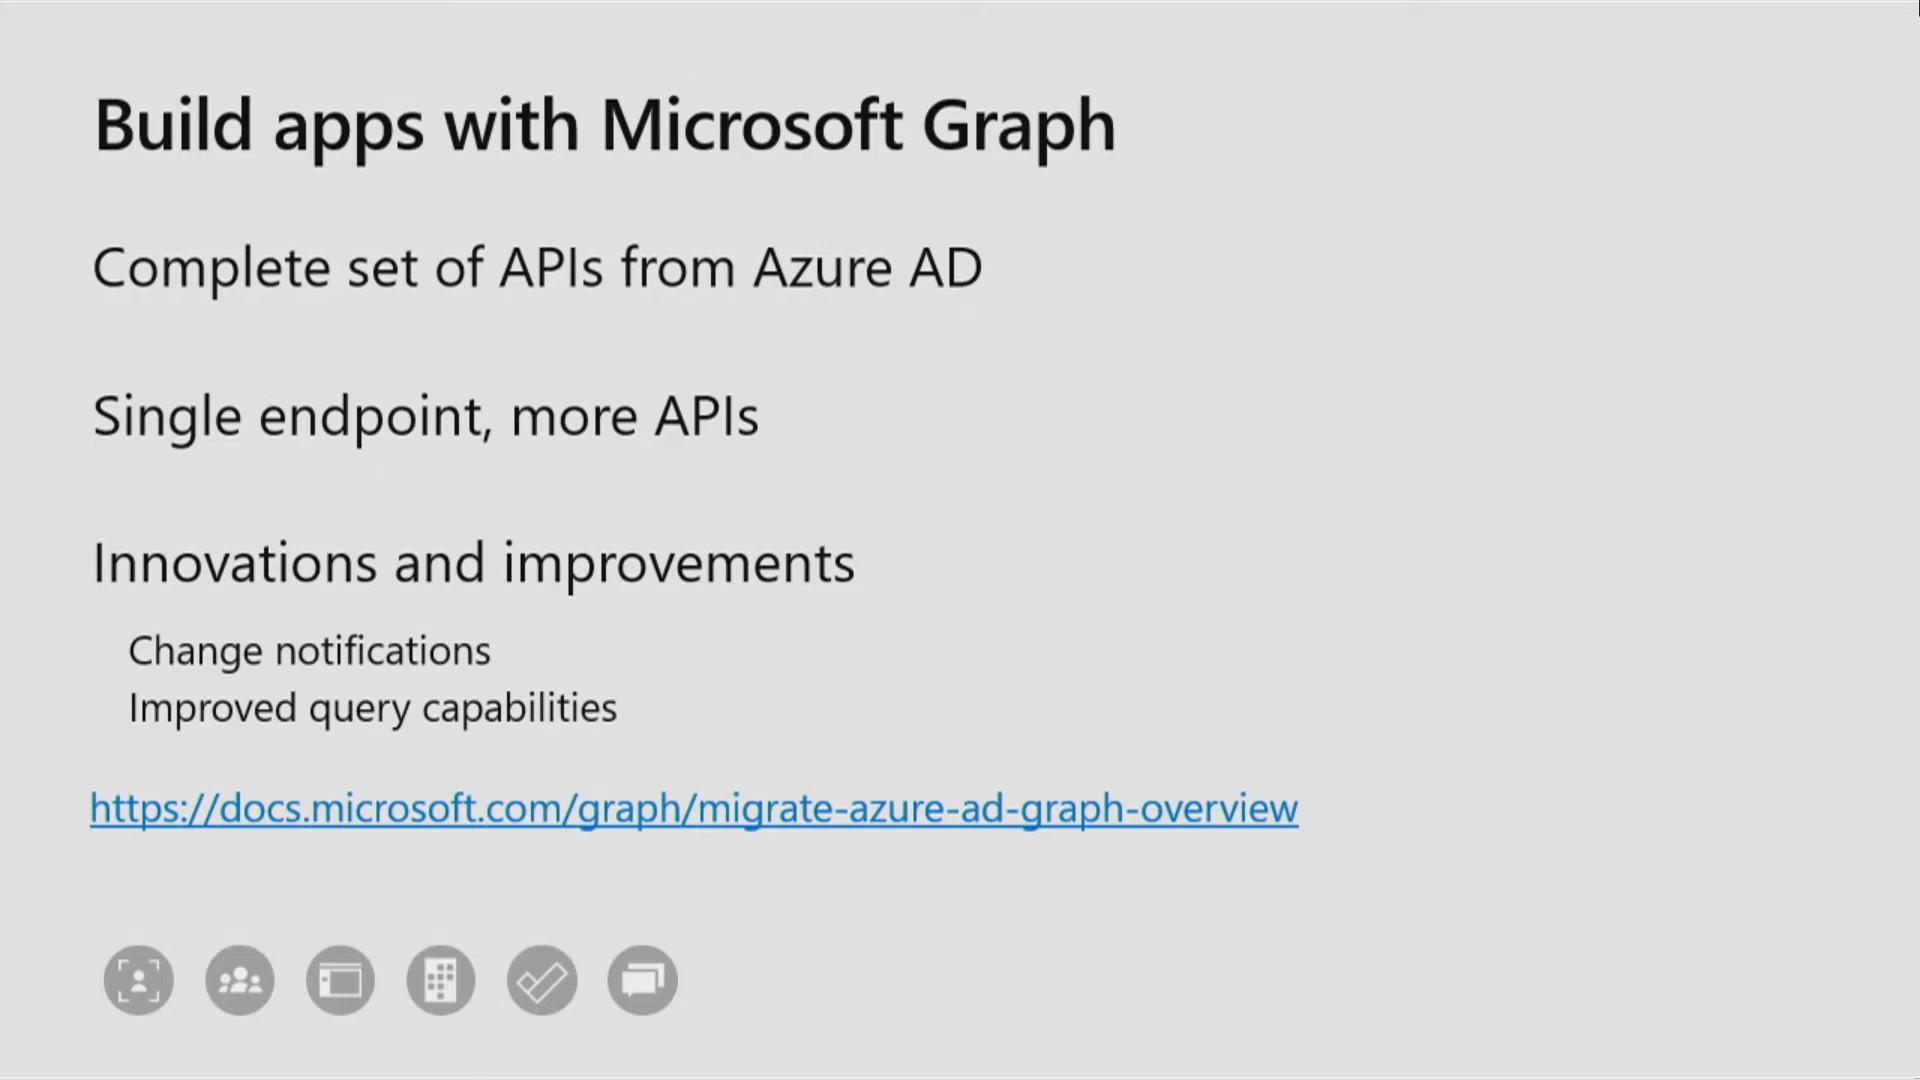 Build apps with Microsoft Graph
Complete set of APIs from Azure AD
Single endpoint, more APIs
Innovations and improvements
Change notifications
Improved query capabilities
https://docs.microsoft.com/graph/migrate-azure-ad-graph-overview